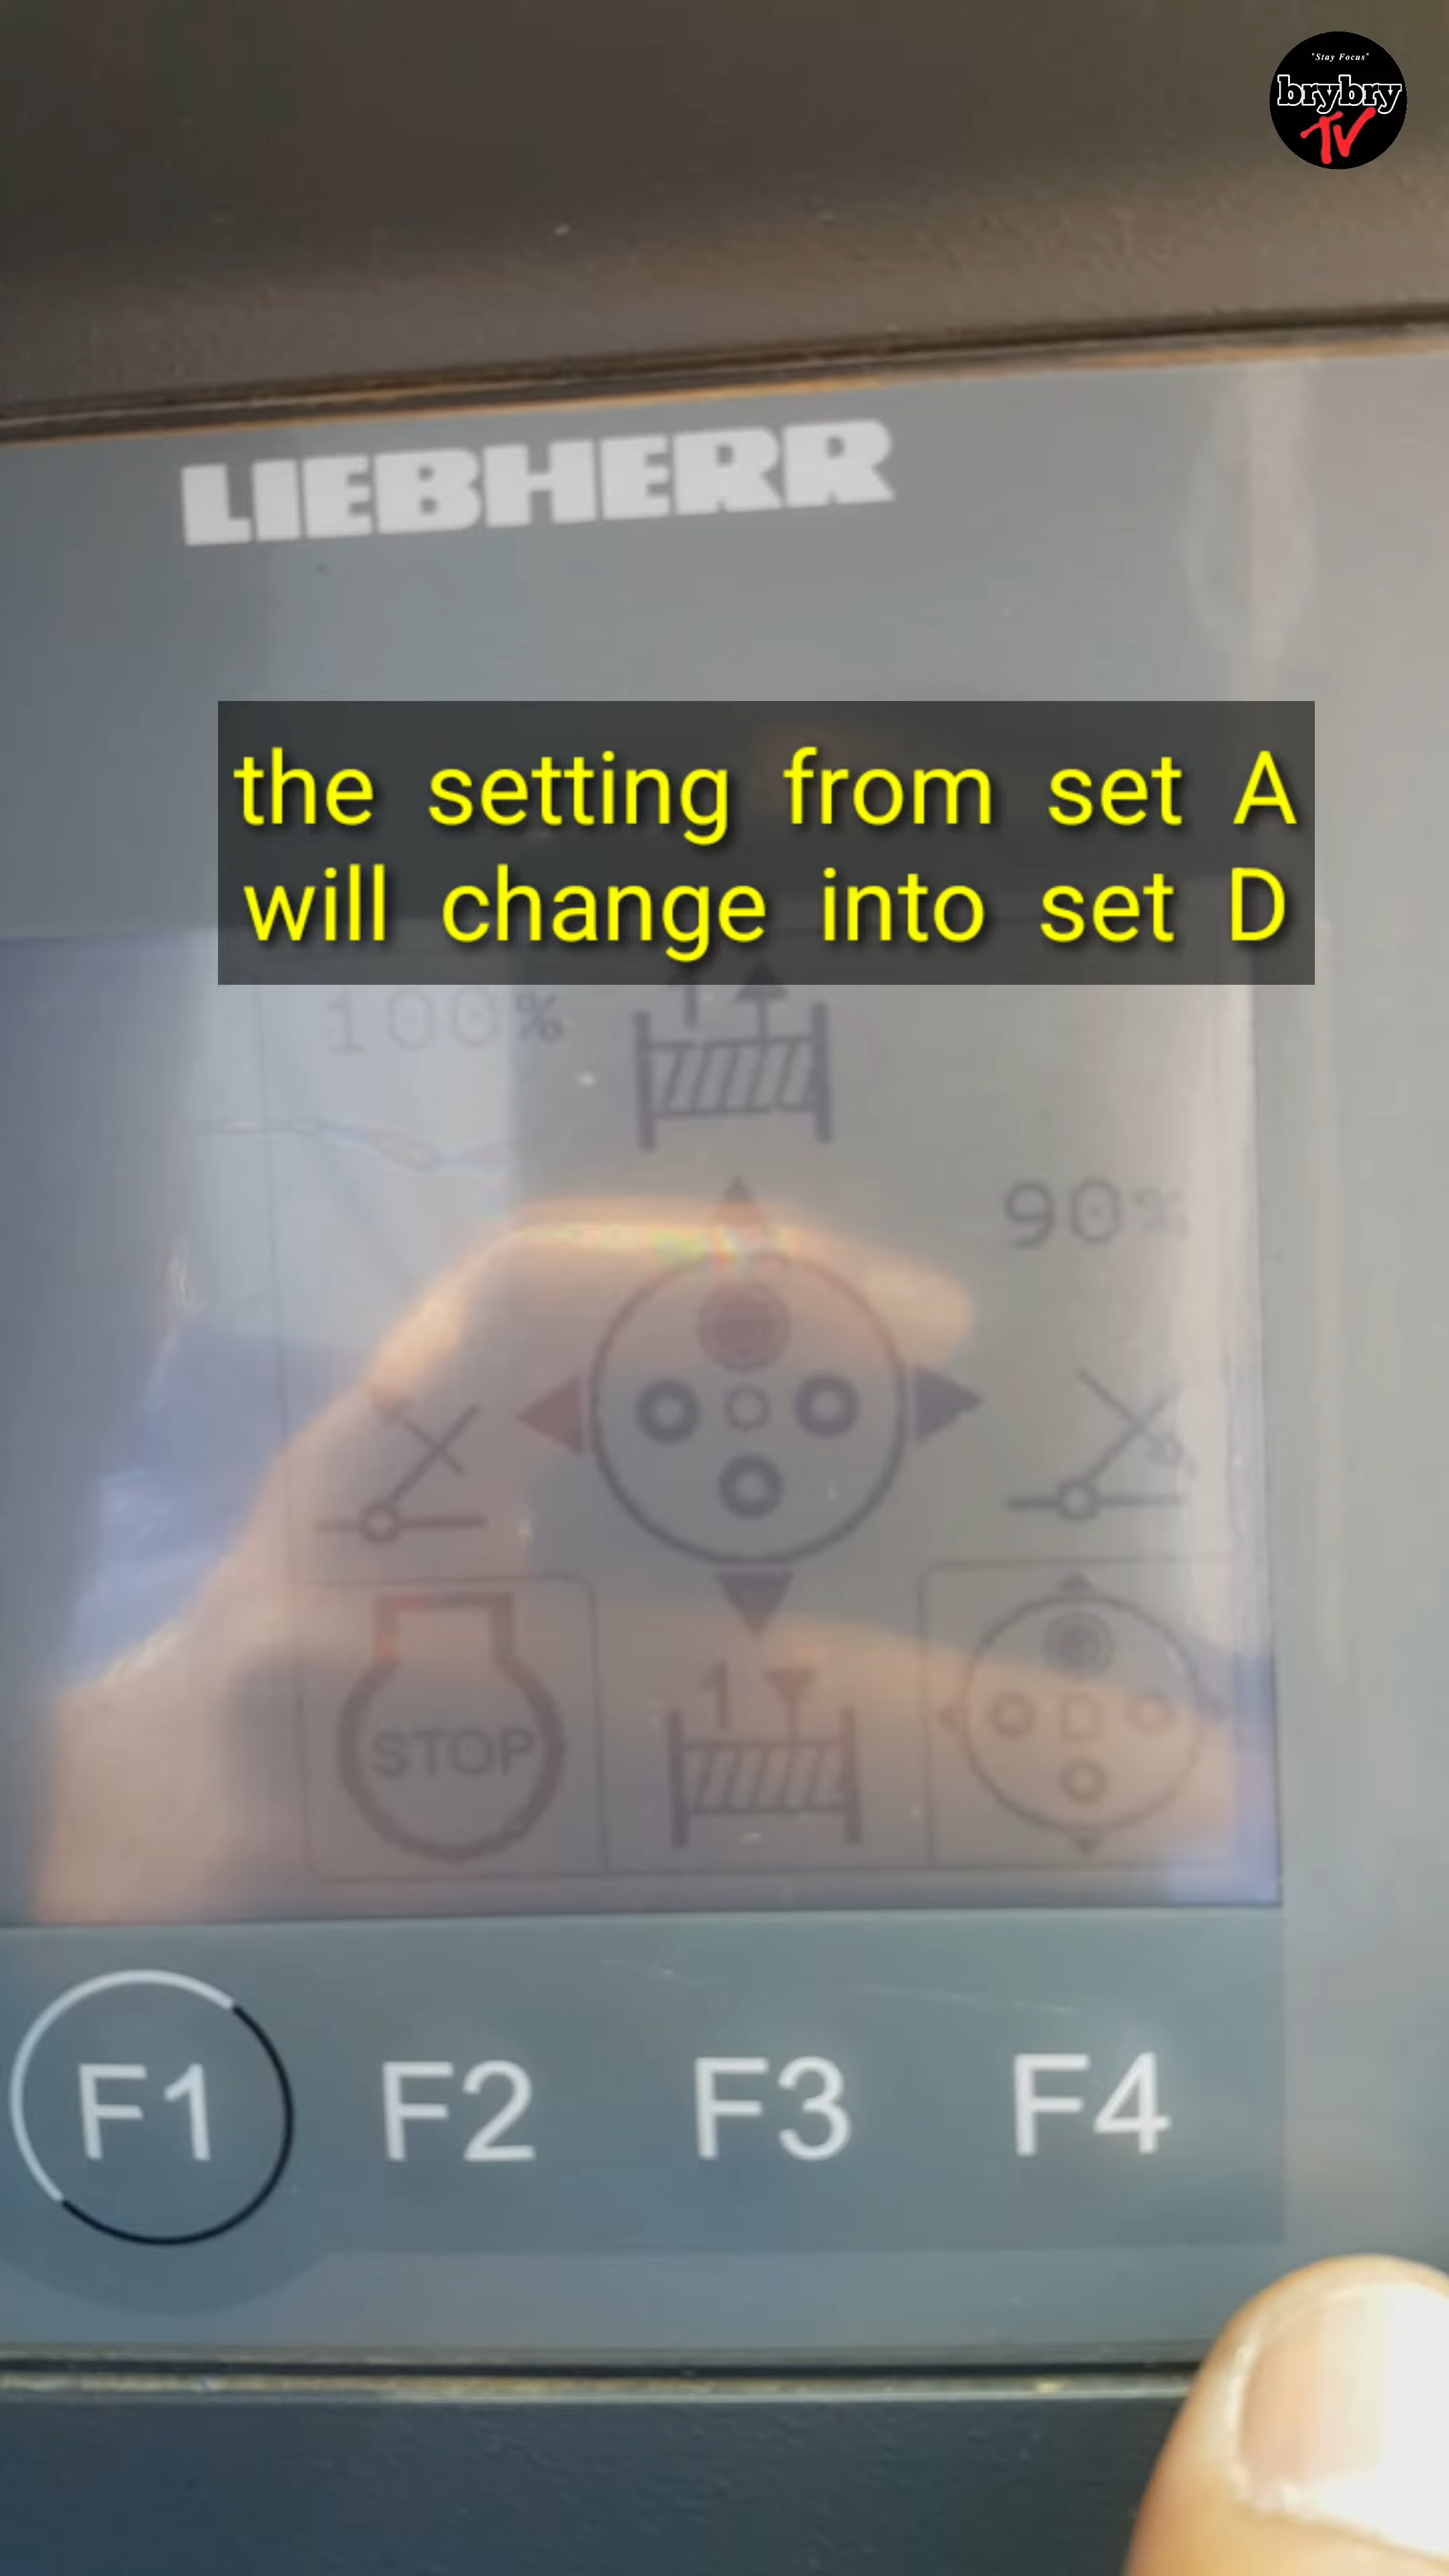 "Stay Focus"
brybry
TV
LIEBHERR
the setting from set A
will change into set D
100%
1
90%
STOP
1
D
F1 F2 F3 F4